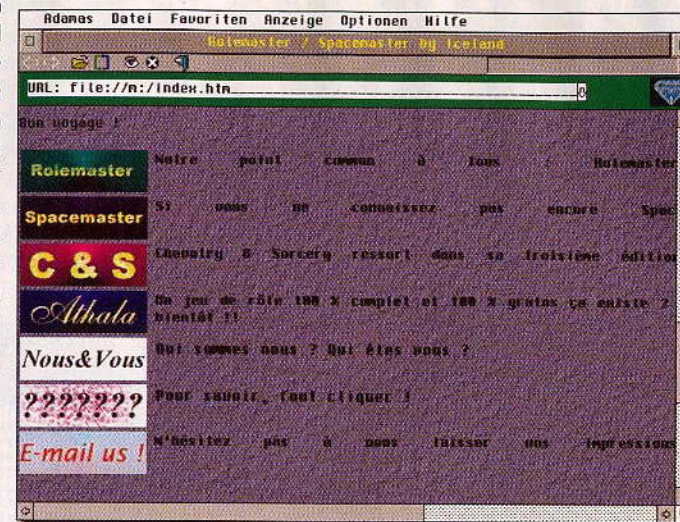 Adamas Datei Favoriten Anzeige Optionen Hilfe
Rolemaster / Spacemaster by Iceland
URL: file://m:/index.htm
Bon voyage !
Rolemaster
Notre point commun à tous : Rolemaster
Spacemaster
Si vous ne connaissez pas encore Spac
C & S
Chevalry & Sorcery ressort dans sa troisième édition
Athala
Un jeu de rôle 100 % complet et 100 % gratos ça existe ?
bientôt !!
Nous&Vous
Qui sommes nous ? Qui êtes vous ?
???????
Pour savoir, faut cliquer !
E-mail us !
N'hésitez pas à nous laisser vos impressions